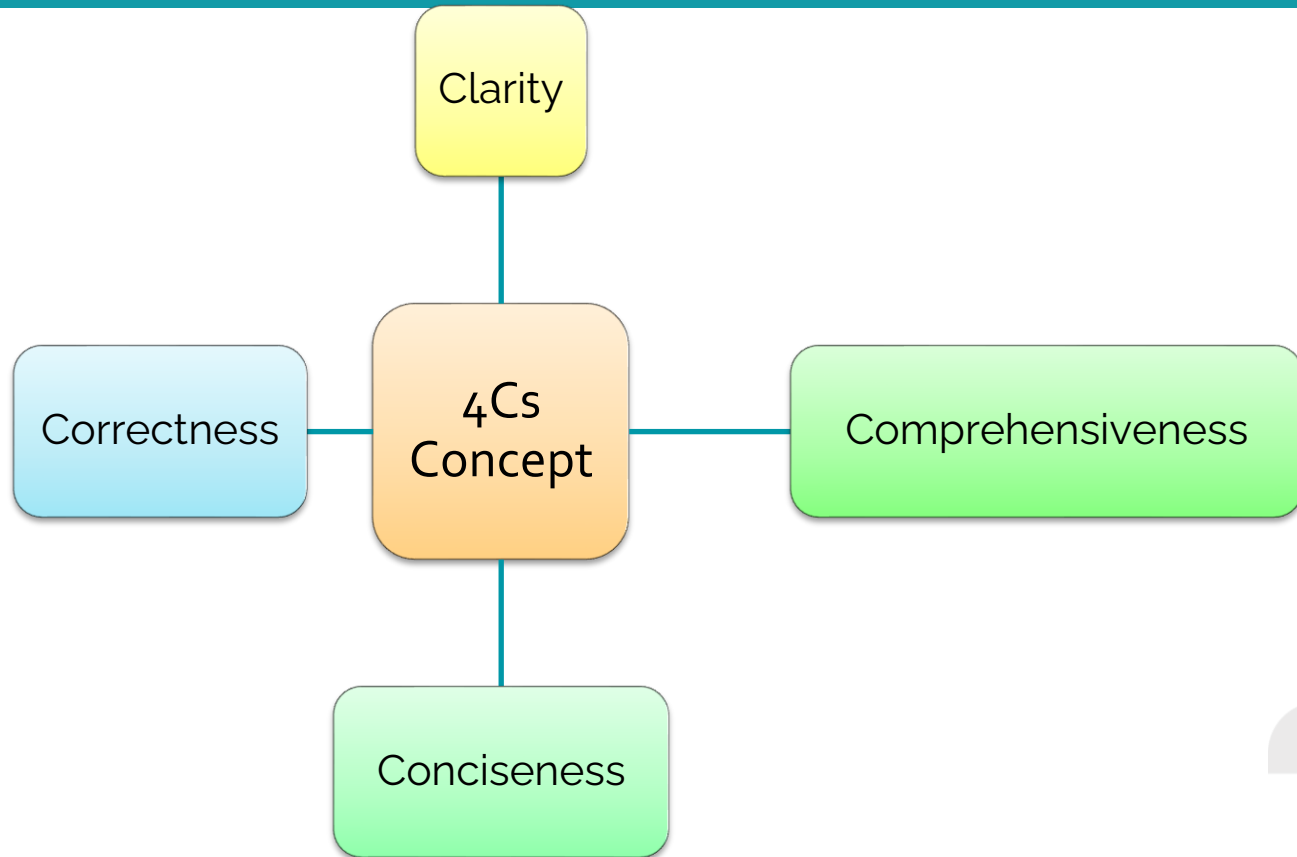 Clarity
Correctness
4Cs
Concept
Comprehensiveness
Conciseness